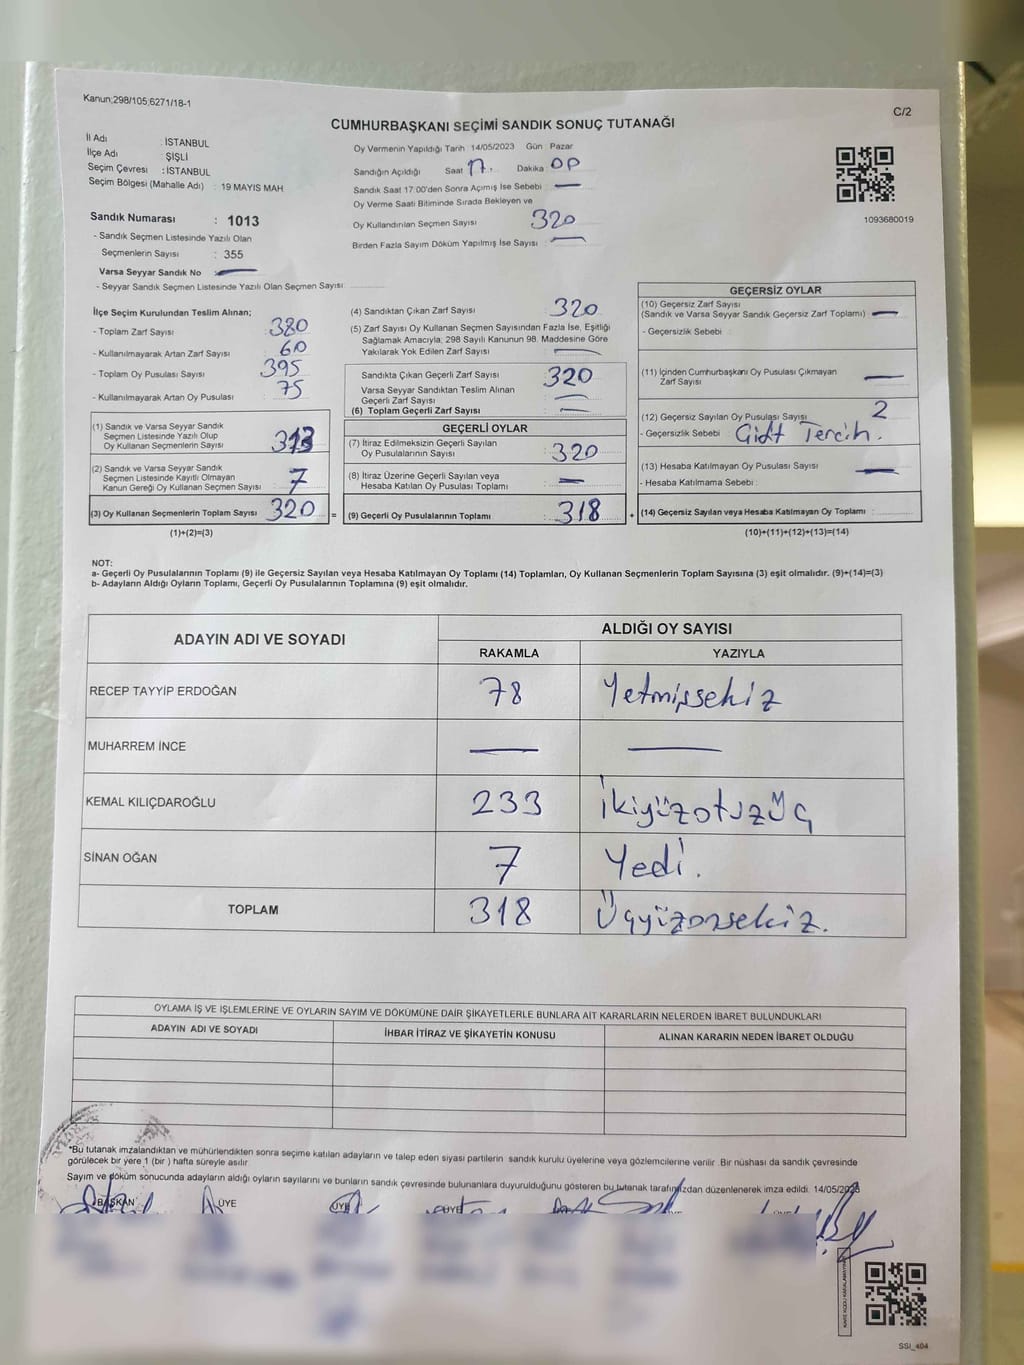 Kanun;298/105;6271/18-1
C/2
CUMHURBAŞKANI SEÇİMİ SANDIK SONUÇ TUTANAĞI
İl Adı : İSTANBUL
İlçe Adı : ŞİŞLİ
Seçim Çevresi : İSTANBUL
Seçim Bölgesi (Mahalle Adı) : 19 MAYIS MAH
Sandık Numarası : 1013
- Sandık Seçmen Listesinde Yazılı Olan
Seçmenlerin Sayısı : 355
Varsa Seyyar Sandık No :
- Seyyar Sandık Seçmen Listesinde Yazılı Olan Seçmen Sayısı:
Oy Vermenin Yapıldığı Tarih 14/05/2023 Gün Pazar
Sandığın Açıldığı Saat 17. Dakika 00
Sandık Saat 17:00'den Sonra Açımış İse Sebebi :
Oy Verme Saati Bitiminde Sırada Bekleyen ve
Oy Kullandırılan Seçmen Sayısı 320
Birden Fazla Sayım Döküm Yapılmış İse Sayısı :
1093680019
İlçe Seçim Kurulundan Teslim Alınan;
- Toplam Zarf Sayısı : 380
- Kullanılmayarak Artan Zarf Sayısı : 60
- Toplam Oy Pusulası Sayısı : 395
- Kullanılmayarak Artan Oy Pusulası : 75
(1) Sandık ve Varsa Seyyar Sandık
Seçmen Listesinde Yazılı Olup
Oy Kullanan Seçmenlerin Sayısı : 313
(2) Sandık ve Varsa Seyyar Sandık
Seçmen Listesinde Kayıtlı Olmayan
Kanun Gereği Oy Kullanan Seçmen Sayısı : 7
(3) Oy Kullanan Seçmenlerin Toplam Sayısı : 320
(1)+(2)=(3)
(4) Sandıktan Çıkan Zarf Sayısı : 320
(5) Zarf Sayısı Oy Kullanan Seçmen Sayısından Fazla İse, Eşitliği
Sağlamak Amacıyla; 298 Sayılı Kanunun 98. Maddesine Göre
Yakılarak Yok Edilen Zarf Sayısı :
Sandıkta Çıkan Geçerli Zarf Sayısı : 320
Varsa Seyyar Sandıktan Teslim Alınan
Geçerli Zarf Sayısı :
(6) Toplam Geçerli Zarf Sayısı :
GEÇERLİ OYLAR
(7) İtiraz Edilmeksizin Geçerli Sayılan
Oy Pusulalarının Sayısı : 320
(8) İtiraz Üzerine Geçerli Sayılan veya
Hesaba Katılan Oy Pusulası Toplamı :
= (9) Geçerli Oy Pusulalarının Toplamı : 318
GEÇERSİZ OYLAR
(10) Geçersiz Zarf Sayısı
(Sandık ve Varsa Seyyar Sandık Geçersiz Zarf Toplamı) :
- Geçersizlik Sebebi :
(11) İçinden Cumhurbaşkanı Oy Pusulası Çıkmayan
Zarf Sayısı :
(12) Geçersiz Sayılan Oy Pusulası Sayısı : 2
- Geçersizlik Sebebi : Çift Tercih.
(13) Hesaba Katılmayan Oy Pusulası Sayısı :
- Hesaba Katılmama Sebebi :
+ (14) Geçersiz Sayılan veya Hesaba Katılmayan Oy Toplamı :
(10)+(11)+(12)+(13)=(14)
NOT:
a- Geçerli Oy Pusulalarının Toplamı (9) ile Geçersiz Sayılan veya Hesaba Katılmayan Oy Toplamı (14) Toplamları, Oy Kullanan Seçmenlerin Toplam Sayısına (3) eşit olmalıdır. (9)+(14)=(3)
b- Adayların Aldığı Oyların Toplamı, Geçerli Oy Pusulalarının Toplamına (9) eşit olmalıdır.
ADAYIN ADI VE SOYADI
ALDIĞI OY SAYISI
RAKAMLA YAZIYLA
RECEP TAYYİP ERDOĞAN 78 Yetmişsekiz
MUHARREM İNCE
KEMAL KILIÇDAROĞLU 233 İkiyüzotuzüç
SİNAN OĞAN 7 Yedi.
TOPLAM 318 Üçyüzonsekiz.
OYLAMA İŞ VE İŞLEMLERİNE VE OYLARIN SAYIM VE DÖKÜMÜNE DAİR ŞİKAYETLERLE BUNLARA AİT KARARLARIN NELERDEN İBARET BULUNDUKLARI
ADAYIN ADI VE SOYADI İHBAR İTİRAZ VE ŞİKAYETİN KONUSU ALINAN KARARIN NEDEN İBARET OLDUĞU
*Bu tutanak imzalandıktan ve mühürlendikten sonra seçime katılan adayların ve talep eden siyasi partilerin sandık kurulu üyelerine veya gözlemcilerine verilir. Bir nüshası da sandık çevresinde
görülecek bir yere 1 (bir) hafta süreyle asılır.
Sayım ve döküm sonucunda adayların aldığı oyların sayılarını ve bunların sandık çevresinde bulunanlara duyurulduğunu gösteren bu tutanak tarafımızdan düzenlenerek imza edildi. 14/05/2023
BAŞKAN ÜYE ÜYE ÜYE
SSİ_404